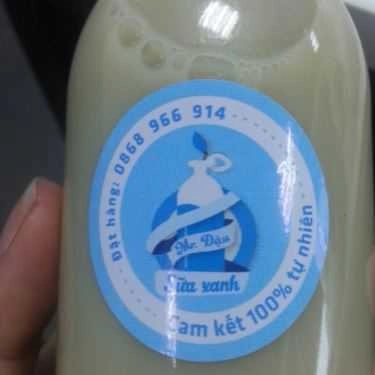 Đặt hàng: 0868 966 914
Mr. Đậu
Sữa xanh
Cam kết 100% tự nhiên